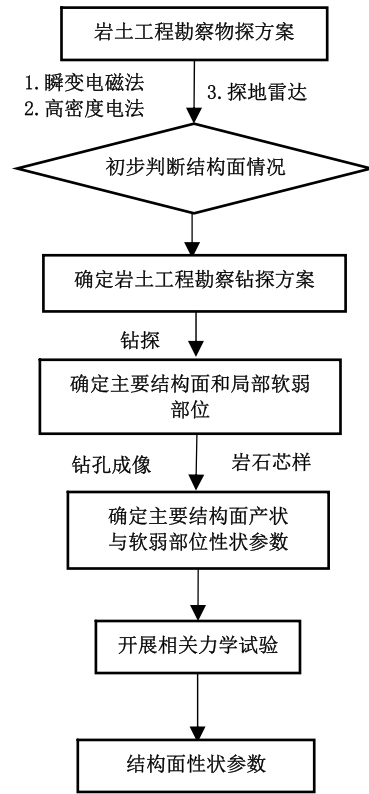 岩土工程勘察物探方案
1.瞬变电磁法
2.高密度电法
3.探地雷达
初步判断结构面情况
确定岩土工程勘察钻探方案
钻探
确定主要结构面和局部软弱
部位
钻孔成像
岩石芯样
确定主要结构面产状
与软弱部位性状参数
开展相关力学试验
结构面性状参数